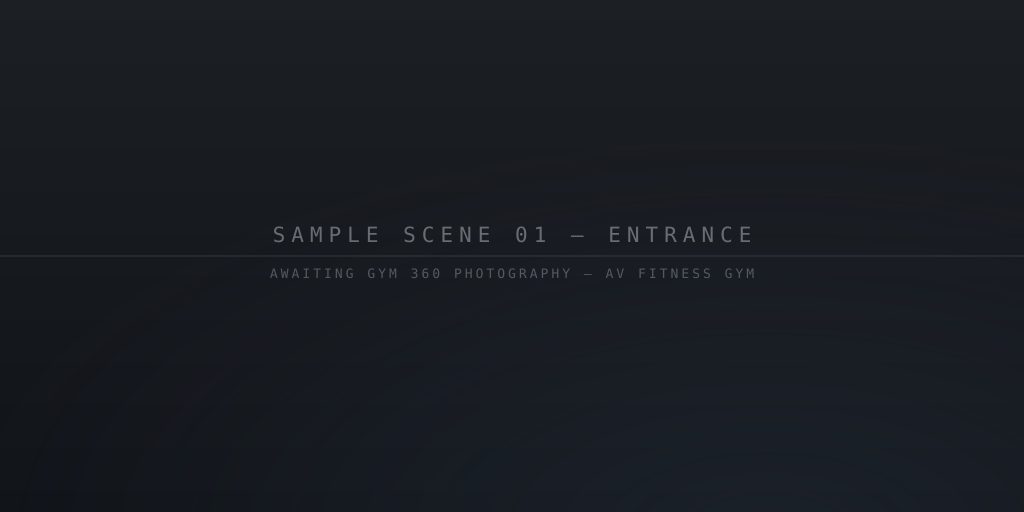 SAMPLE SCENE 01 — ENTRANCE
AWAITING GYM 360 PHOTOGRAPHY — AV FITNESS GYM